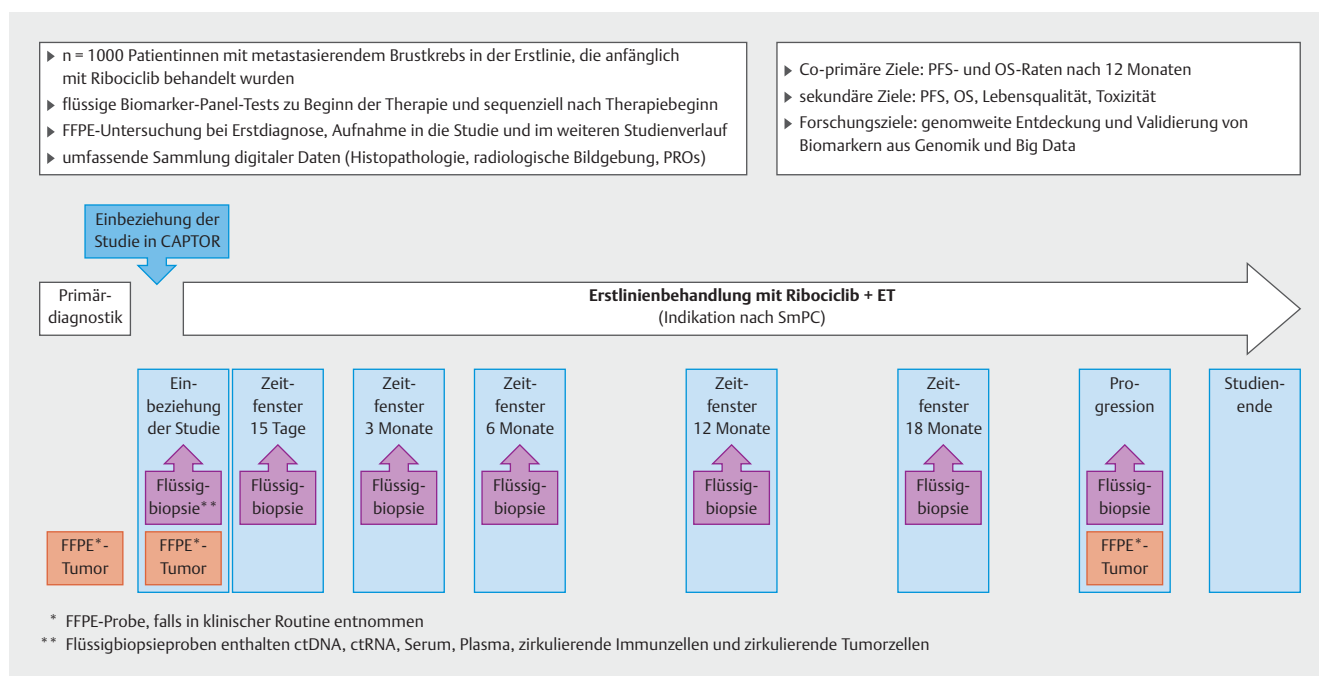 ▶ n = 1000 Patientinnen mit metastasierendem Brustkrebs in der Erstlinie, die anfänglich
mit Ribociclib behandelt wurden
▶ flüssige Biomarker-Panel-Tests zu Beginn der Therapie und sequenziell nach Therapiebeginn
▶ FFPE-Untersuchung bei Erstdiagnose, Aufnahme in die Studie und im weiteren Studienverlauf
▶ umfassende Sammlung digitaler Daten (Histopathologie, radiologische Bildgebung, PROs)
▶ Co-primäre Ziele: PFS- und OS-Raten nach 12 Monaten
▶ sekundäre Ziele: PFS, OS, Lebensqualität, Toxizität
▶ Forschungsziele: genomweite Entdeckung und Validierung von
Biomarkern aus Genomik und Big Data
Einbeziehung der
Studie in CAPTOR
Primär-
diagnostik
Erstlinienbehandlung mit Ribociclib + ET
(Indikation nach SmPC)
Ein-
beziehung
der Studie
Zeit-
fenster
15 Tage
Zeit-
fenster
3 Monate
Zeit-
fenster
6 Monate
Zeit-
fenster
12 Monate
Zeit-
fenster
18 Monate
Pro-
gression
Studien-
ende
Flüssig-
biopsie**
Flüssig-
biopsie
Flüssig-
biopsie
Flüssig-
biopsie
Flüssig-
biopsie
Flüssig-
biopsie
Flüssig-
biopsie
FFPE*-
Tumor
FFPE*-
Tumor
FFPE*-
Tumor
* FFPE-Probe, falls in klinischer Routine entnommen
** Flüssigbiopsieproben enthalten ctDNA, ctRNA, Serum, Plasma, zirkulierende Immunzellen und zirkulierende Tumorzellen